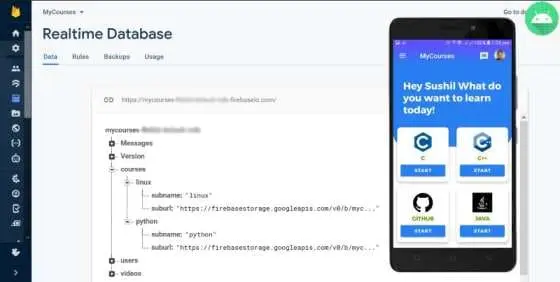 MyCourses
Go to do
Realtime Database
Data Rules Backups Usage
https://mycourses
firebaseio.com/
mycourses
Messages
Version
courses
linux
subname: "linux"
suburl: "https://firebasestorage.googleapis.com/v0/b/myc..."
python
subname: "python"
suburl: "https://firebasestorage.googleapis.com/v0/b/myc..."
users
videos
MyCourses
Hey Sushil What do
you want to learn
today!
C
C++
START
START
GITHUB
JAVA
START
START